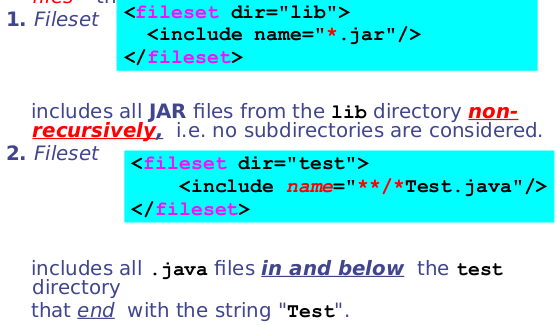 files
1. Fileset
<fileset dir="lib">
<include name="*.jar"/>
</fileset>
includes all JAR files from the lib directory non-
recursively, i.e. no subdirectories are considered.
2. Fileset
<fileset dir="test">
<include name="**/*Test.java"/>
</fileset>
includes all .java files in and below the test
directory
that end with the string "Test".